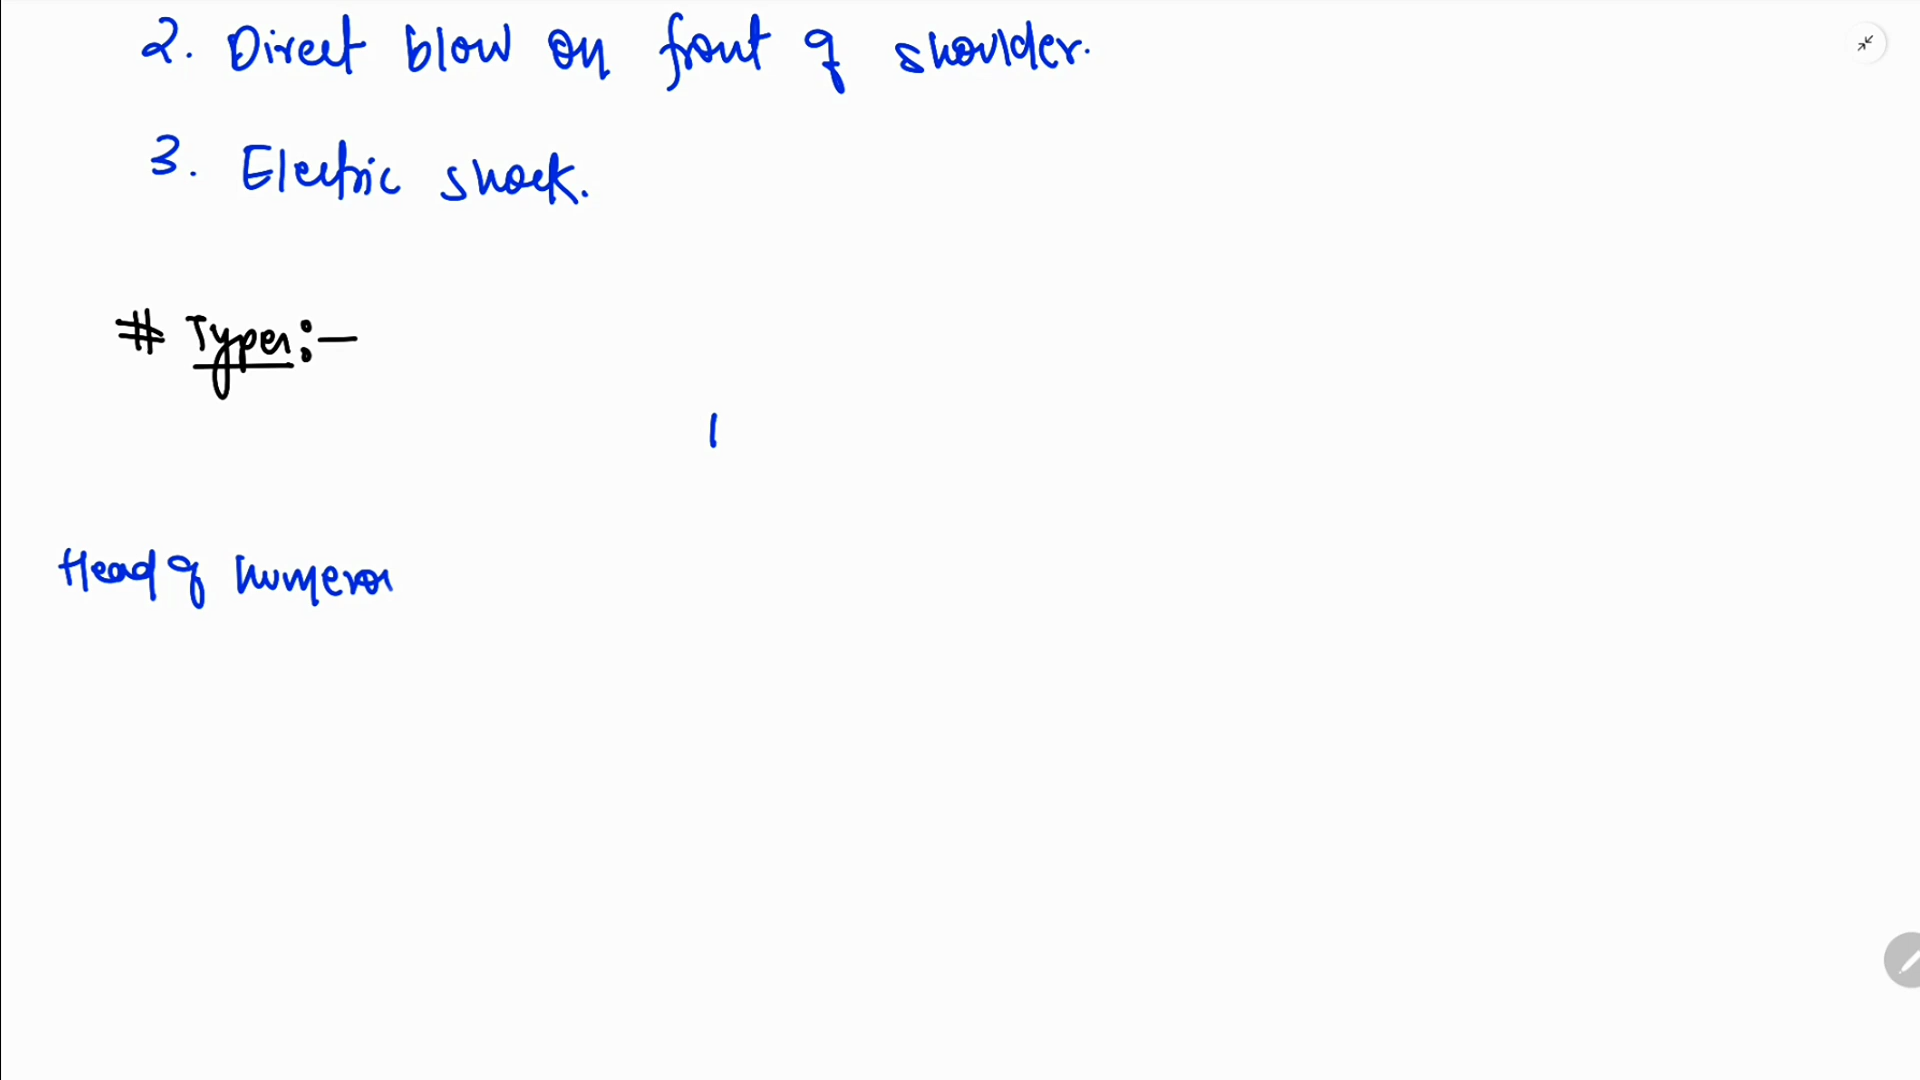 2. Direct blow on front of shoulder.
3. Electric shock.
# Types:-
Head of humerus